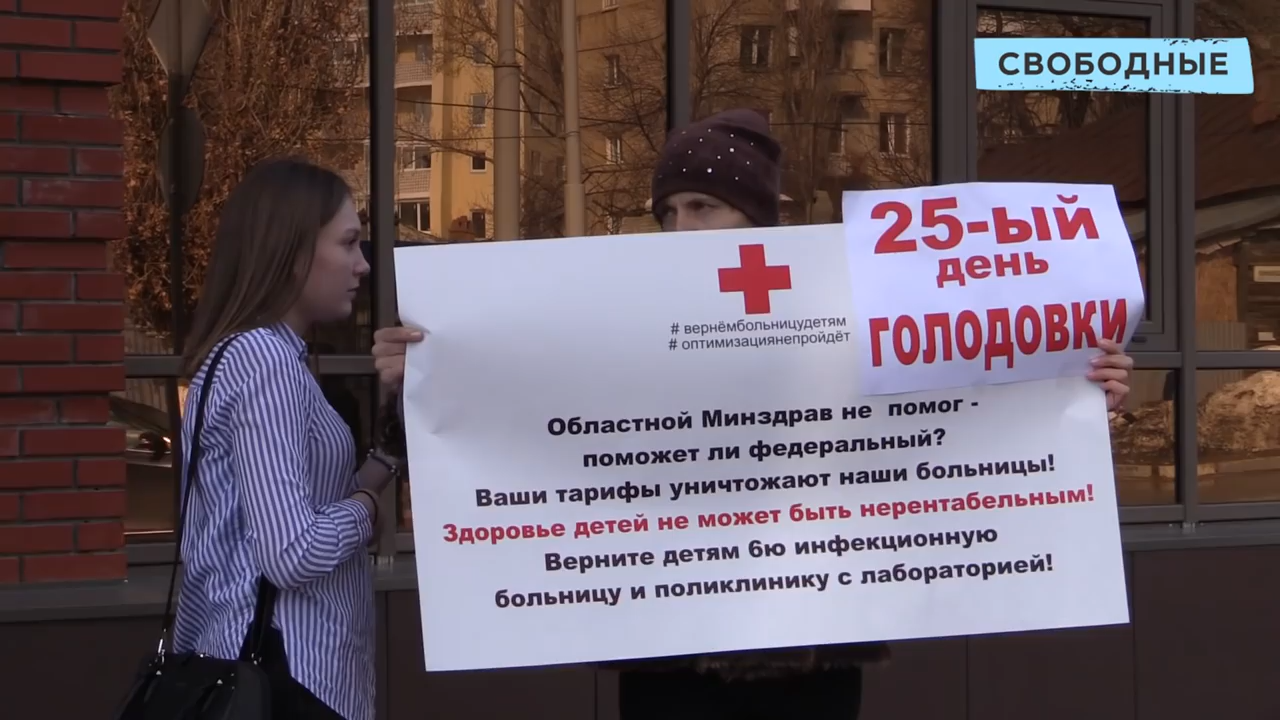 СВОБОДНЫЕ
25-ый
день
ГОЛОДОВКИ
# вернёмбольницудетям
# оптимизациянепройдёт
Областной Минздрав не помог -
поможет ли федеральный?
Ваши тарифы уничтожают наши больницы!
Здоровье детей не может быть нерентабельным!
Верните детям 6ю инфекционную
больницу и поликлинику с лабораторией!